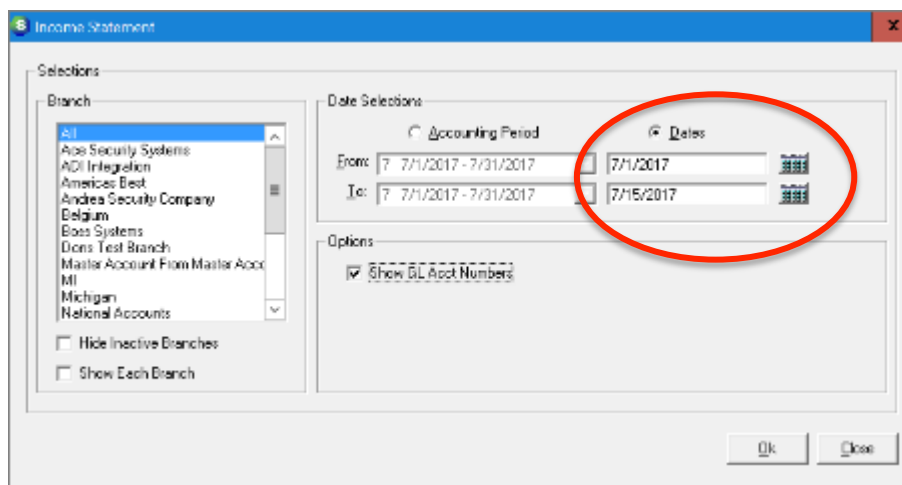 Income Statement
Selections
Branch
All
Ace Security Systems
ADI Integration
Americas Best
Andrea Security Company
Belgium
Boes Systems
Dons Test Branch
Master Account From Master Acco
MI
Michigan
National Accounts
Hide Inactive Branches
Show Each Branch
Date Selections
Accounting Period
Dates
From: 7 7/1/2017 - 7/31/2017 7/1/2017
To: 7 7/1/2017 - 7/31/2017 7/15/2017
Options
Show GL Acct Numbers
Ok
Close